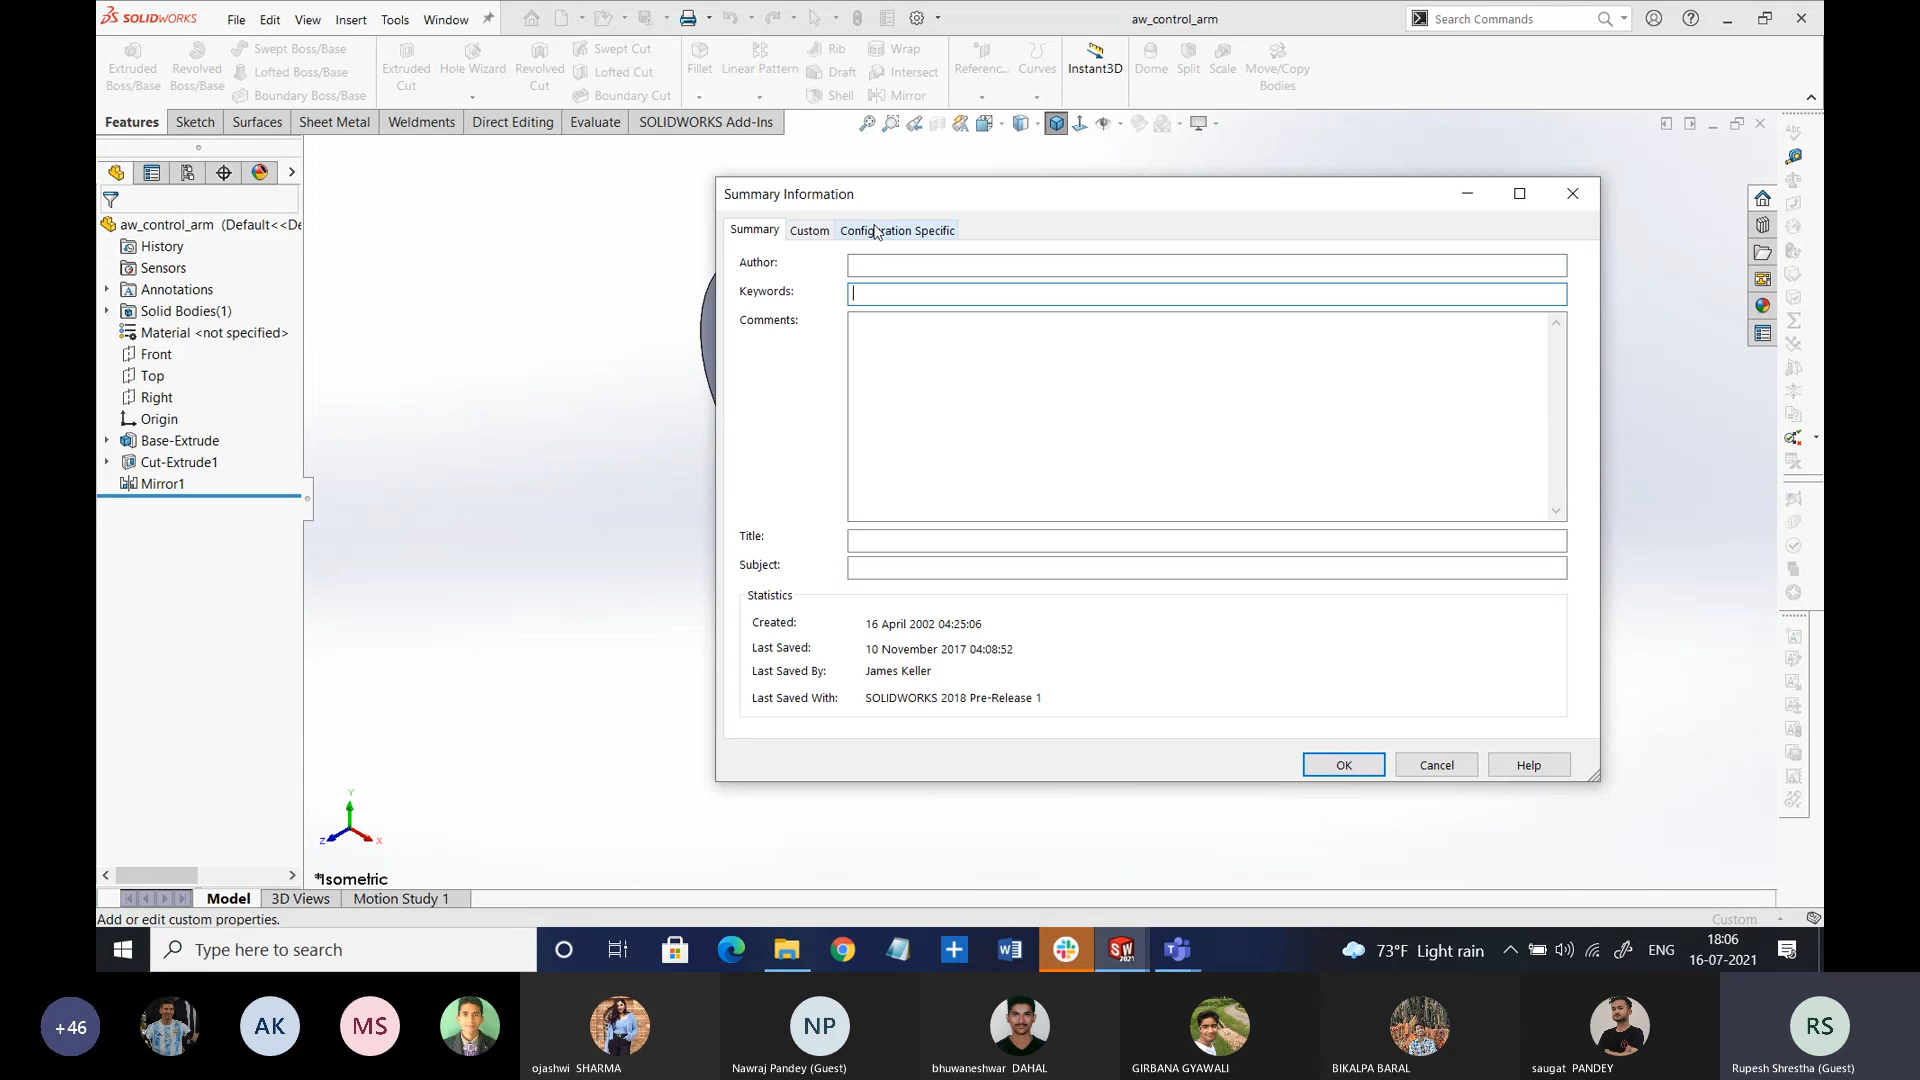 SOLIDWORKS File Edit View Insert Tools Window aw_control_arm Search Commands
Extruded Boss/Base
Revolved Boss/Base
Swept Boss/Base
Lofted Boss/Base
Boundary Boss/Base
Extruded Cut
Hole Wizard
Revolved Cut
Swept Cut
Lofted Cut
Boundary Cut
Fillet
Linear Pattern
Rib
Draft
Shell
Wrap
Intersect
Mirror
Referenc...
Curves
Instant3D
Dome
Split
Scale
Move/Copy Bodies
Features Sketch Surfaces Sheet Metal Weldments Direct Editing Evaluate SOLIDWORKS Add-Ins
aw_control_arm (Default<<De
History
Sensors
Annotations
Solid Bodies(1)
Material <not specified>
Front
Top
Right
Origin
Base-Extrude
Cut-Extrude1
Mirror1
Summary Information
Summary Custom Configuration Specific
Author:
Keywords:
Comments:
Title:
Subject:
Statistics
Created: 16 April 2002 04:25:06
Last Saved: 10 November 2017 04:08:52
Last Saved By: James Keller
Last Saved With: SOLIDWORKS 2018 Pre-Release 1
OK Cancel Help
Y
Z X
*Isometric
Model 3D Views Motion Study 1
Add or edit custom properties. Custom
Type here to search 73°F Light rain ENG
18:06
16-07-2021
+46 AK MS NP RS
ojashwi SHARMA
Nawraj Pandey (Guest)
bhuwaneshwar DAHAL
GIRBANA GYAWALI
BIKALPA BARAL
saugat PANDEY
Rupesh Shrestha (Guest)